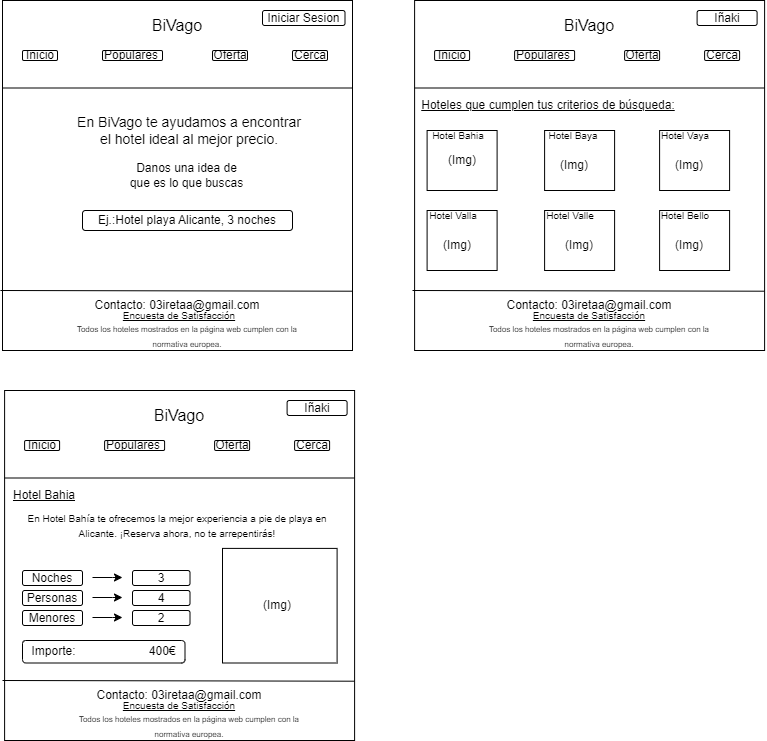 BiVago
Iniciar Sesion
Inicio
Populares
Oferta
Cerca
En BiVago te ayudamos a encontrar
el hotel ideal al mejor precio.
Danos una idea de
que es lo que buscas
Ej.:Hotel playa Alicante, 3 noches
Contacto: 03iretaa@gmail.com
Encuesta de Satisfacción
Todos los hoteles mostrados en la página web cumplen con la
normativa europea.
BiVago
Iñaki
Inicio
Populares
Oferta
Cerca
Hoteles que cumplen tus criterios de búsqueda:
Hotel Bahia
(Img)
Hotel Baya
(Img)
Hotel Vaya
(Img)
Hotel Valla
(Img)
Hotel Valle
(Img)
Hotel Bello
(Img)
Contacto: 03iretaa@gmail.com
Encuesta de Satisfacción
Todos los hoteles mostrados en la página web cumplen con la
normativa europea.
BiVago
Iñaki
Inicio
Populares
Oferta
Cerca
Hotel Bahia
En Hotel Bahía te ofrecemos la mejor experiencia a pie de playa en
Alicante. ¡Reserva ahora, no te arrepentirás!
Noches 3
Personas 4
Menores 2
Importe: 400€
(Img)
Contacto: 03iretaa@gmail.com
Encuesta de Satisfacción
Todos los hoteles mostrados en la página web cumplen con la
normativa europea.